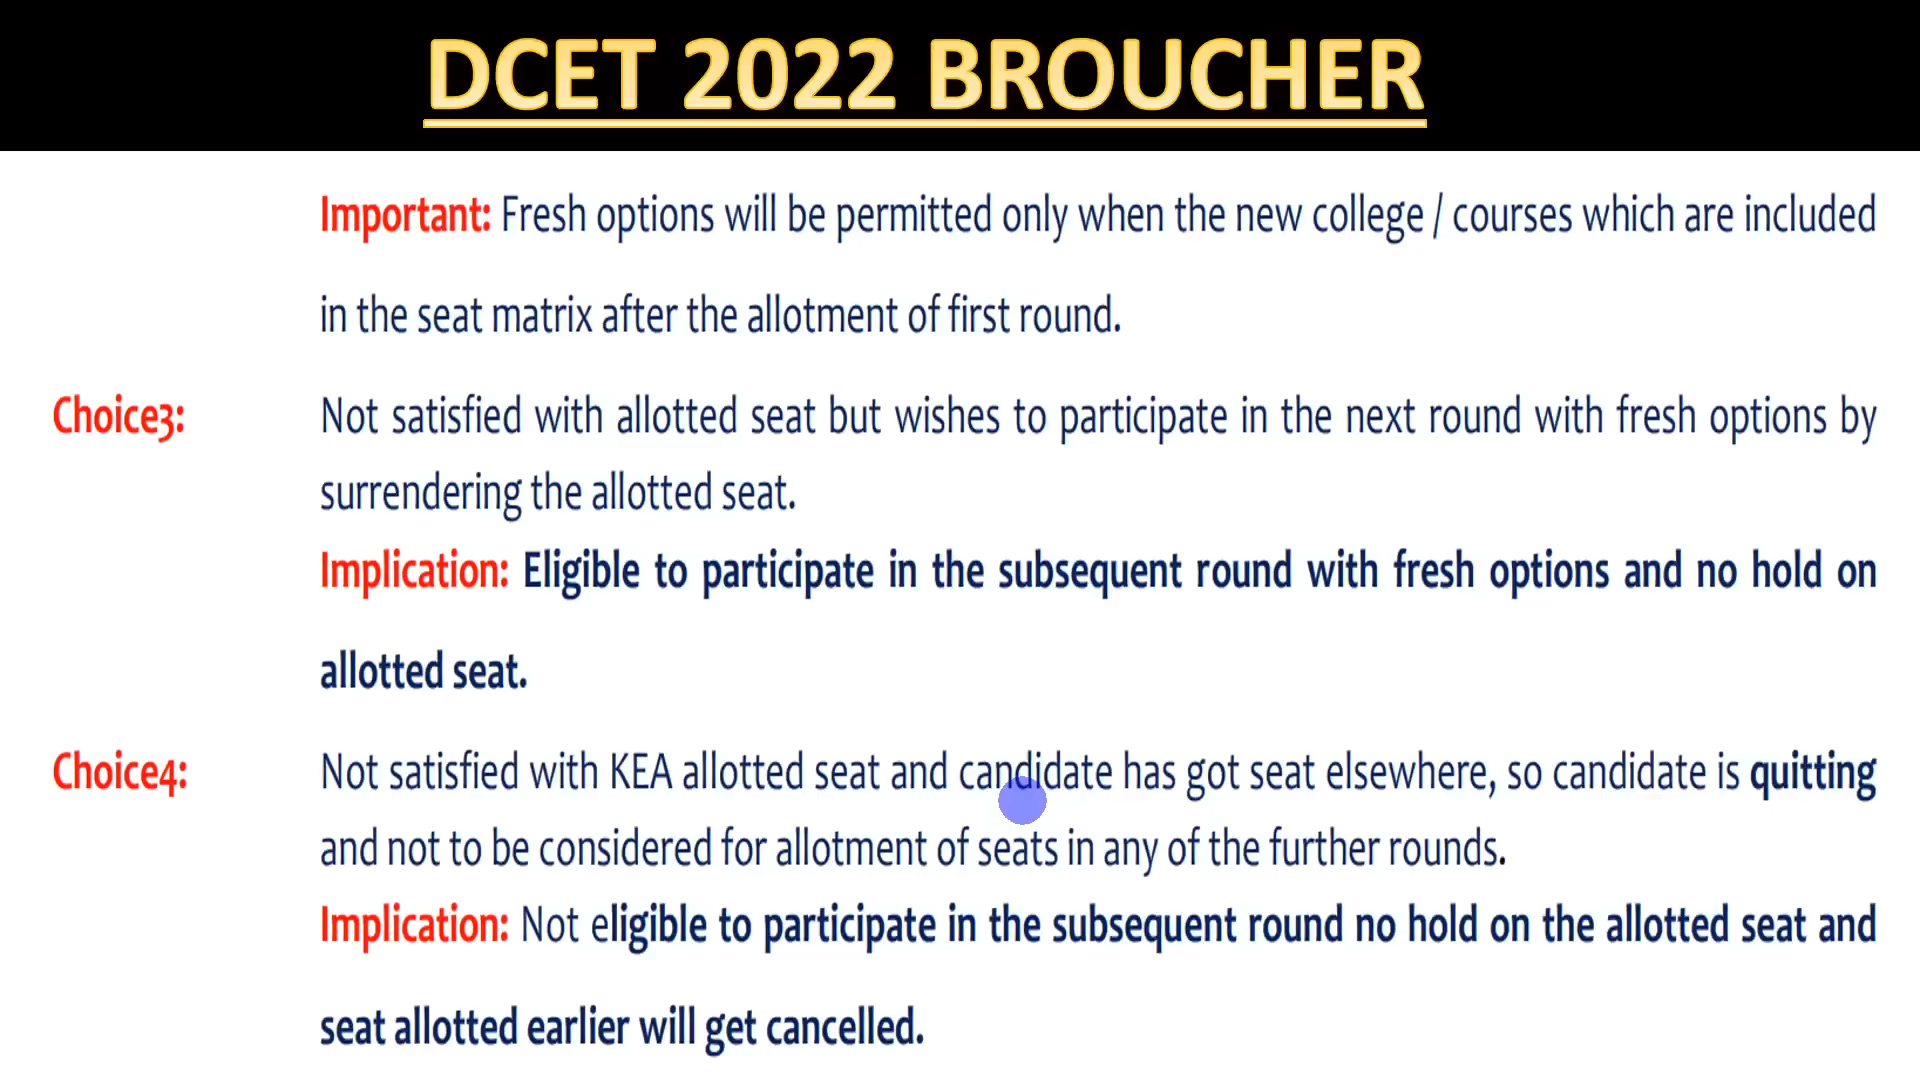 DCET 2022 BROUCHER
Important: Fresh options will be permitted only when the new college / courses which are included
in the seat matrix after the allotment of first round.
Choice3: Not satisfied with allotted seat but wishes to participate in the next round with fresh options by
surrendering the allotted seat.
Implication: Eligible to participate in the subsequent round with fresh options and no hold on
allotted seat.
Choice4: Not satisfied with KEA allotted seat and candidate has got seat elsewhere, so candidate is quitting
and not to be considered for allotment of seats in any of the further rounds.
Implication: Not eligible to participate in the subsequent round no hold on the allotted seat and
seat allotted earlier will get cancelled.